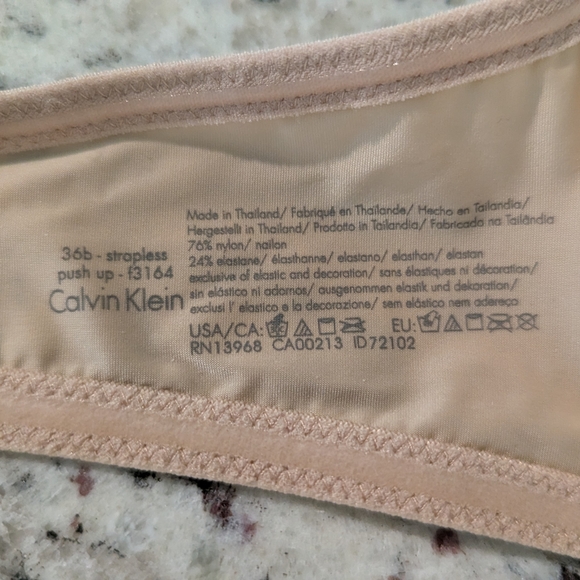 36b - strapless
push up - f3164
Calvin Klein
Made in Thailand/ Fabriqué en Thaïlande/ Hecho en Tailandia/
Hergestellt in Thailand/ Prodotto in Tailandia/ Fabricado na Tailândia
76% nylon/ nailon
24% elastane/ élasthanne/ elastano/ elasthan/ elastan
exclusive of elastic and decoration/ sans élastiques ni décoration/
sin elástico ni adornos/ ausgenommen elastik und dekoration/
exclusi l' elastico e la decorazione/ sem elástico nem adereço
USA/CA: EU:
RN13968 CA00213 ID72102